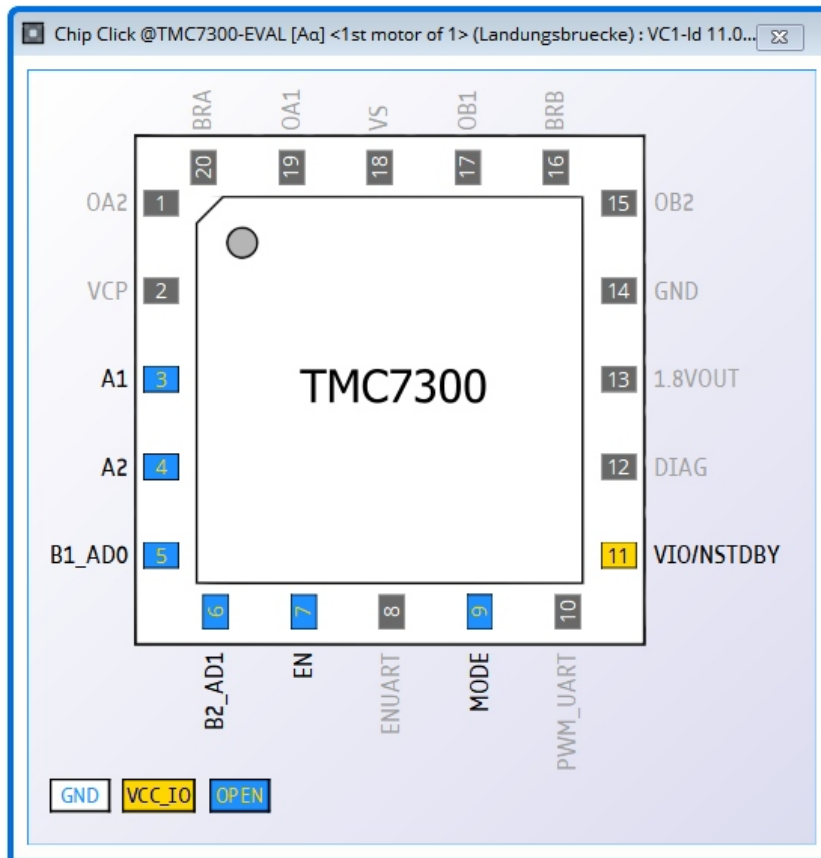 Chip Click @TMC7300-EVAL [Aα] <1st motor of 1> (Landungsbruecke) : VC1-Id 11.0...
BRA OA1 VS OB1 BRB
20 19 18 17 16
OA2 1 15 OB2
VCP 2 14 GND
A1 3 13 1.8VOUT
TMC7300
A2 4 12 DIAG
B1_AD0 5 11 VIO/NSTDBY
6 7 8 9 10
B2_AD1 EN ENUART MODE PWM_UART
GND VCC_IO OPEN